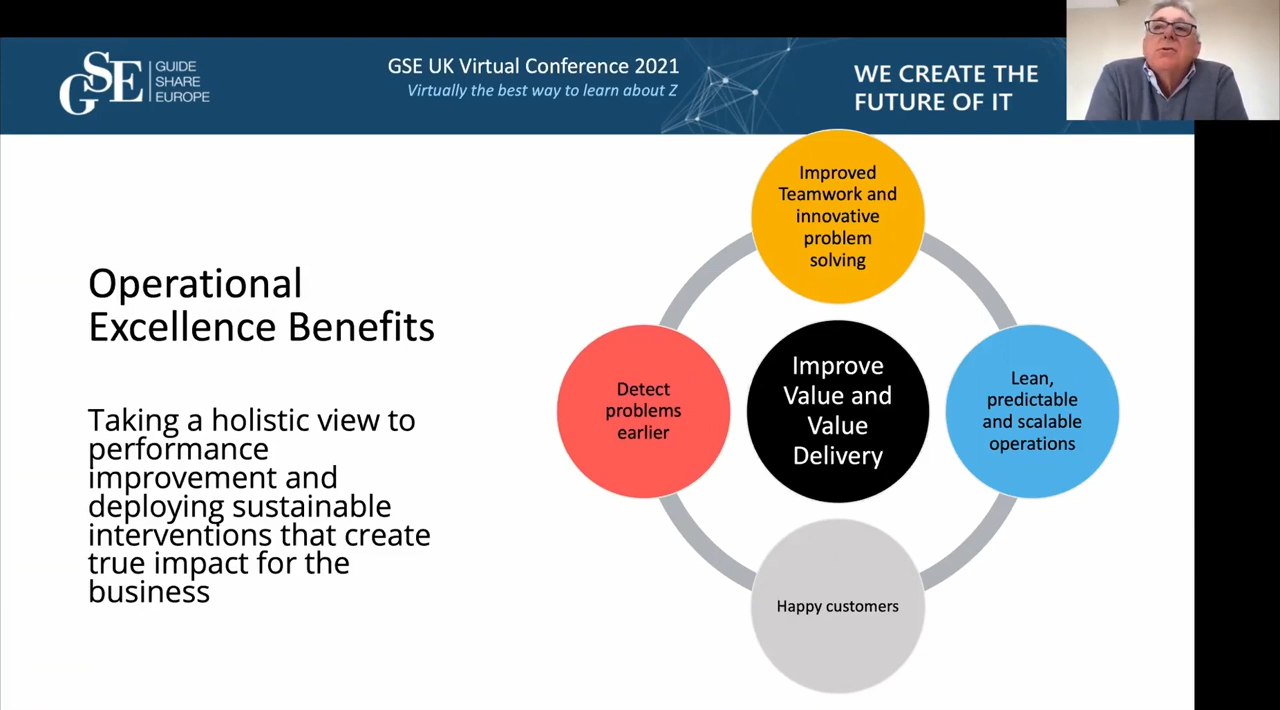 GSE
GUIDE
SHARE
EUROPE
GSE UK Virtual Conference 2021
Virtually the best way to learn about Z
WE CREATE THE
FUTURE OF IT
Operational
Excellence Benefits
Taking a holistic view to
performance
improvement and
deploying sustainable
interventions that create
true impact for the
business
Improved
Teamwork and
innovative
problem
solving
Detect
problems
earlier
Improve
Value and
Value
Delivery
Lean,
predictable
and scalable
operations
Happy customers